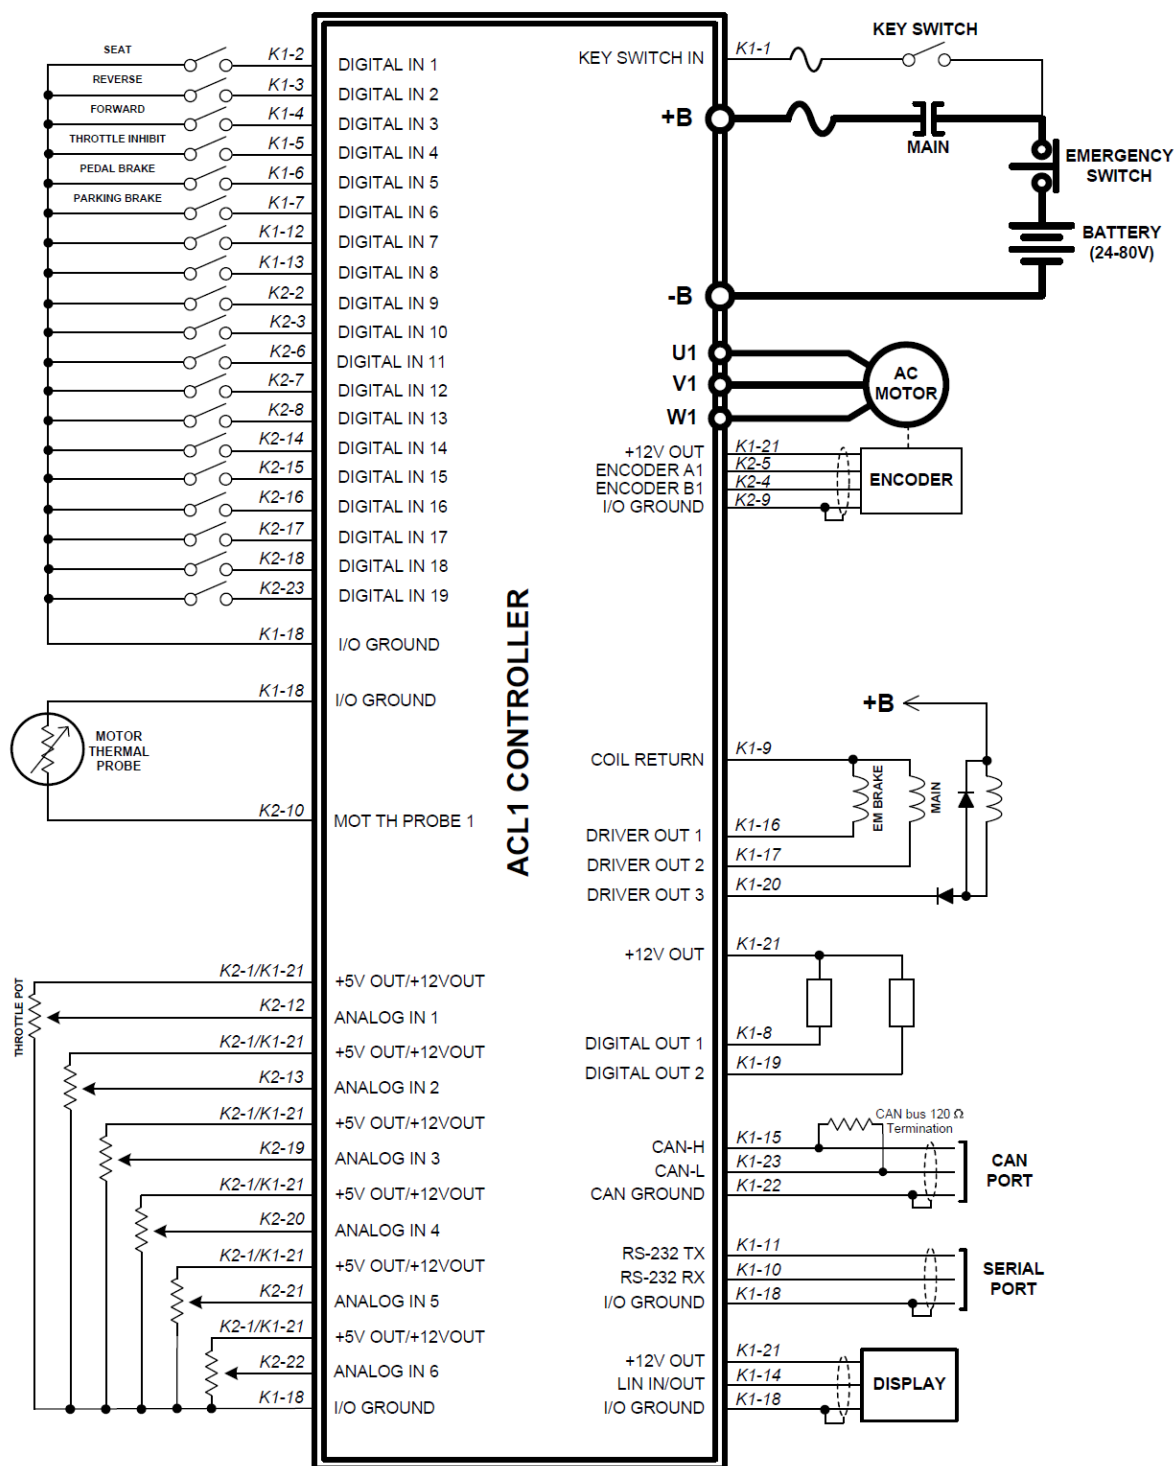 SEAT
K1-2
DIGITAL IN 1
REVERSE
K1-3
DIGITAL IN 2
FORWARD
K1-4
DIGITAL IN 3
THROTTLE INHIBIT
K1-5
DIGITAL IN 4
PEDAL BRAKE
K1-6
DIGITAL IN 5
PARKING BRAKE
K1-7
DIGITAL IN 6
K1-12
DIGITAL IN 7
K1-13
DIGITAL IN 8
K2-2
DIGITAL IN 9
K2-3
DIGITAL IN 10
K2-6
DIGITAL IN 11
K2-7
DIGITAL IN 12
K2-8
DIGITAL IN 13
K2-14
DIGITAL IN 14
K2-15
DIGITAL IN 15
K2-16
DIGITAL IN 16
K2-17
DIGITAL IN 17
K2-18
DIGITAL IN 18
K2-23
DIGITAL IN 19
K1-18
I/O GROUND
K1-18
I/O GROUND
MOTOR
THERMAL
PROBE
K2-10
MOT TH PROBE 1
THROTTLE POT
K2-1/K1-21
+5V OUT/+12VOUT
K2-12
ANALOG IN 1
K2-1/K1-21
+5V OUT/+12VOUT
K2-13
ANALOG IN 2
K2-1/K1-21
+5V OUT/+12VOUT
K2-19
ANALOG IN 3
K2-1/K1-21
+5V OUT/+12VOUT
K2-20
ANALOG IN 4
K2-1/K1-21
+5V OUT/+12VOUT
K2-21
ANALOG IN 5
K2-1/K1-21
+5V OUT/+12VOUT
K2-22
ANALOG IN 6
K1-18
I/O GROUND
ACL1 CONTROLLER
KEY SWITCH IN
K1-1
KEY SWITCH
+B
MAIN
EMERGENCY
SWITCH
BATTERY
(24-80V)
-B
U1
V1
W1
AC
MOTOR
+12V OUT
K1-21
ENCODER A1
K2-5
ENCODER B1
K2-4
I/O GROUND
K2-9
ENCODER
+B
COIL RETURN
K1-9
EM BRAKE
MAIN
DRIVER OUT 1
K1-16
DRIVER OUT 2
K1-17
DRIVER OUT 3
K1-20
+12V OUT
K1-21
DIGITAL OUT 1
K1-8
DIGITAL OUT 2
K1-19
CAN bus 120 Ω
Termination
CAN-H
K1-15
CAN-L
K1-23
CAN GROUND
K1-22
CAN
PORT
RS-232 TX
K1-11
RS-232 RX
K1-10
I/O GROUND
K1-18
SERIAL
PORT
+12V OUT
K1-21
LIN IN/OUT
K1-14
I/O GROUND
K1-18
DISPLAY